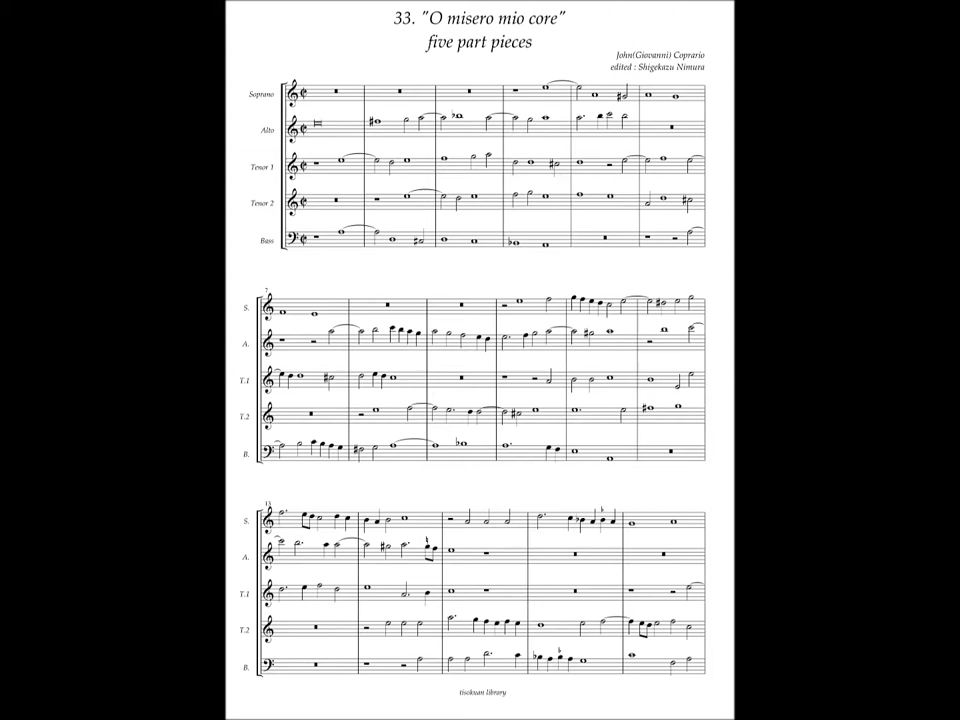 33. "O misero mio core"
five part pieces
John(Giovanni) Coprario
edited : Shigekazu Nimura
Soprano
Alto
Tenor 1
Tenor 2
Bass
7
S.
A.
T.1
T.2
B.
13
S.
A.
T.1
T.2
B.
tisokuan library